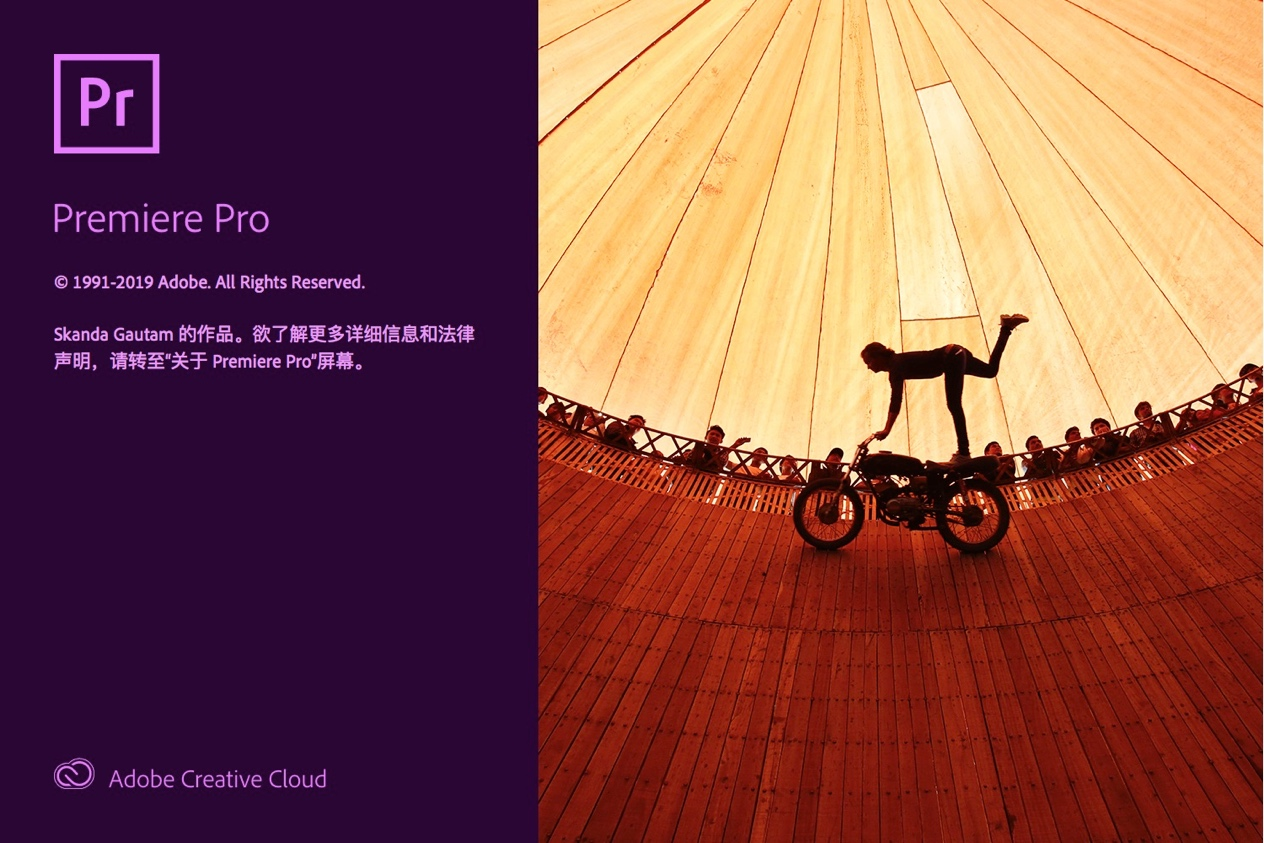 Pr
Premiere Pro
© 1991-2019 Adobe. All Rights Reserved.
Skanda Gautam 的作品。欲了解更多详细信息和法律
声明，请转至“关于 Premiere Pro”屏幕。
Adobe Creative Cloud